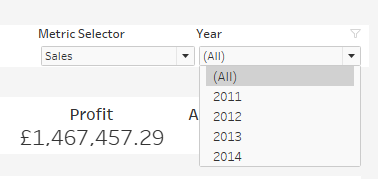 Metric Selector Year
Sales (All)
(All)
2011
2012
2013
2014
Profit A
£1,467,457.29